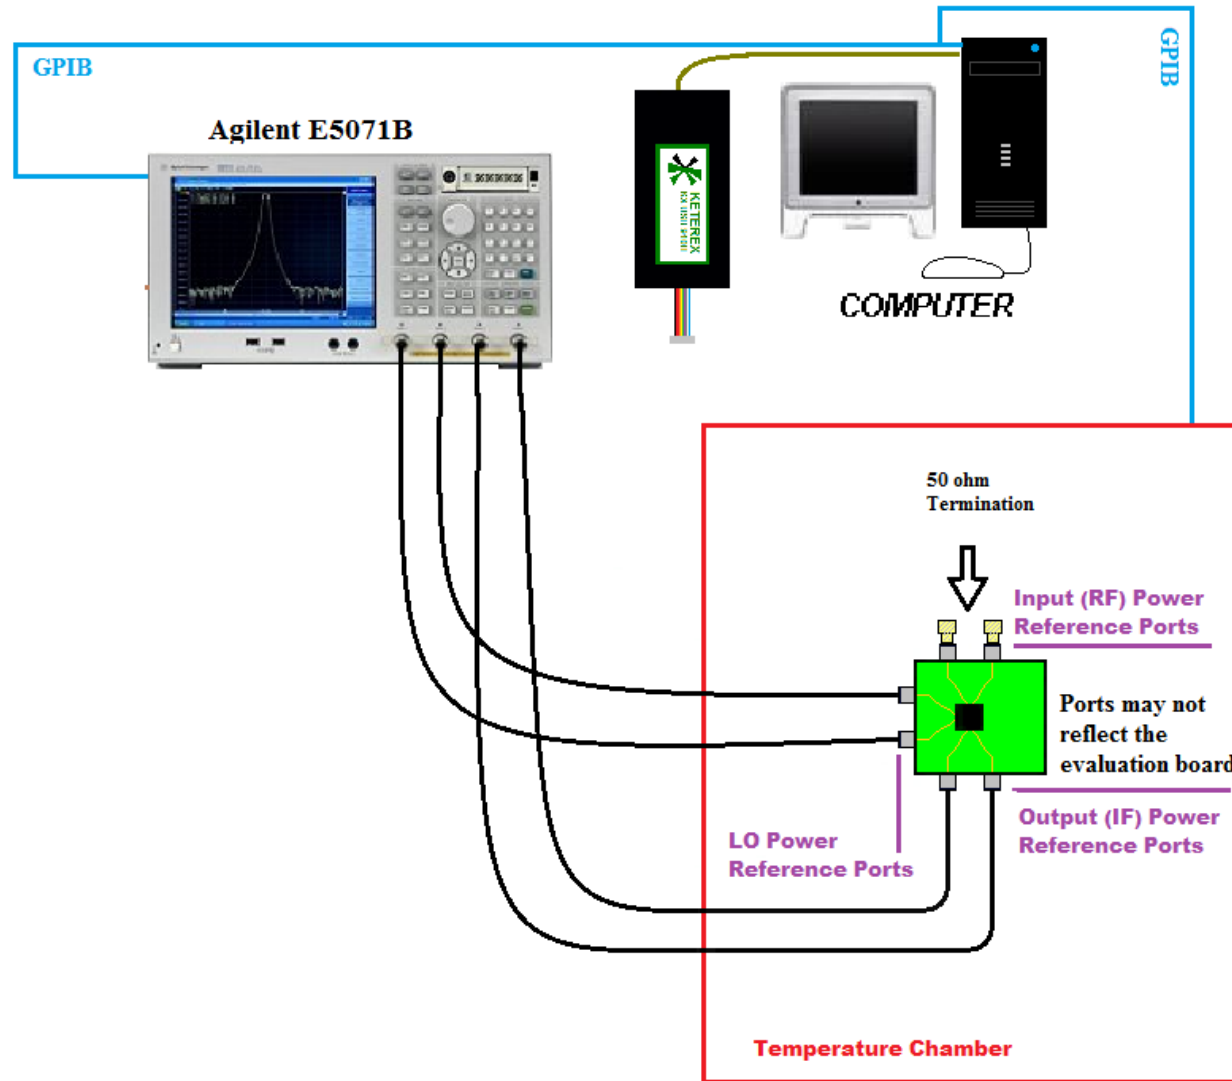 GPIB
GPIB
Agilent E5071B
KETEREX
COMPUTER
50 ohm
Termination
Input (RF) Power
Reference Ports
Ports may not
reflect the
evaluation board
LO Power
Reference Ports
Output (IF) Power
Reference Ports
Temperature Chamber